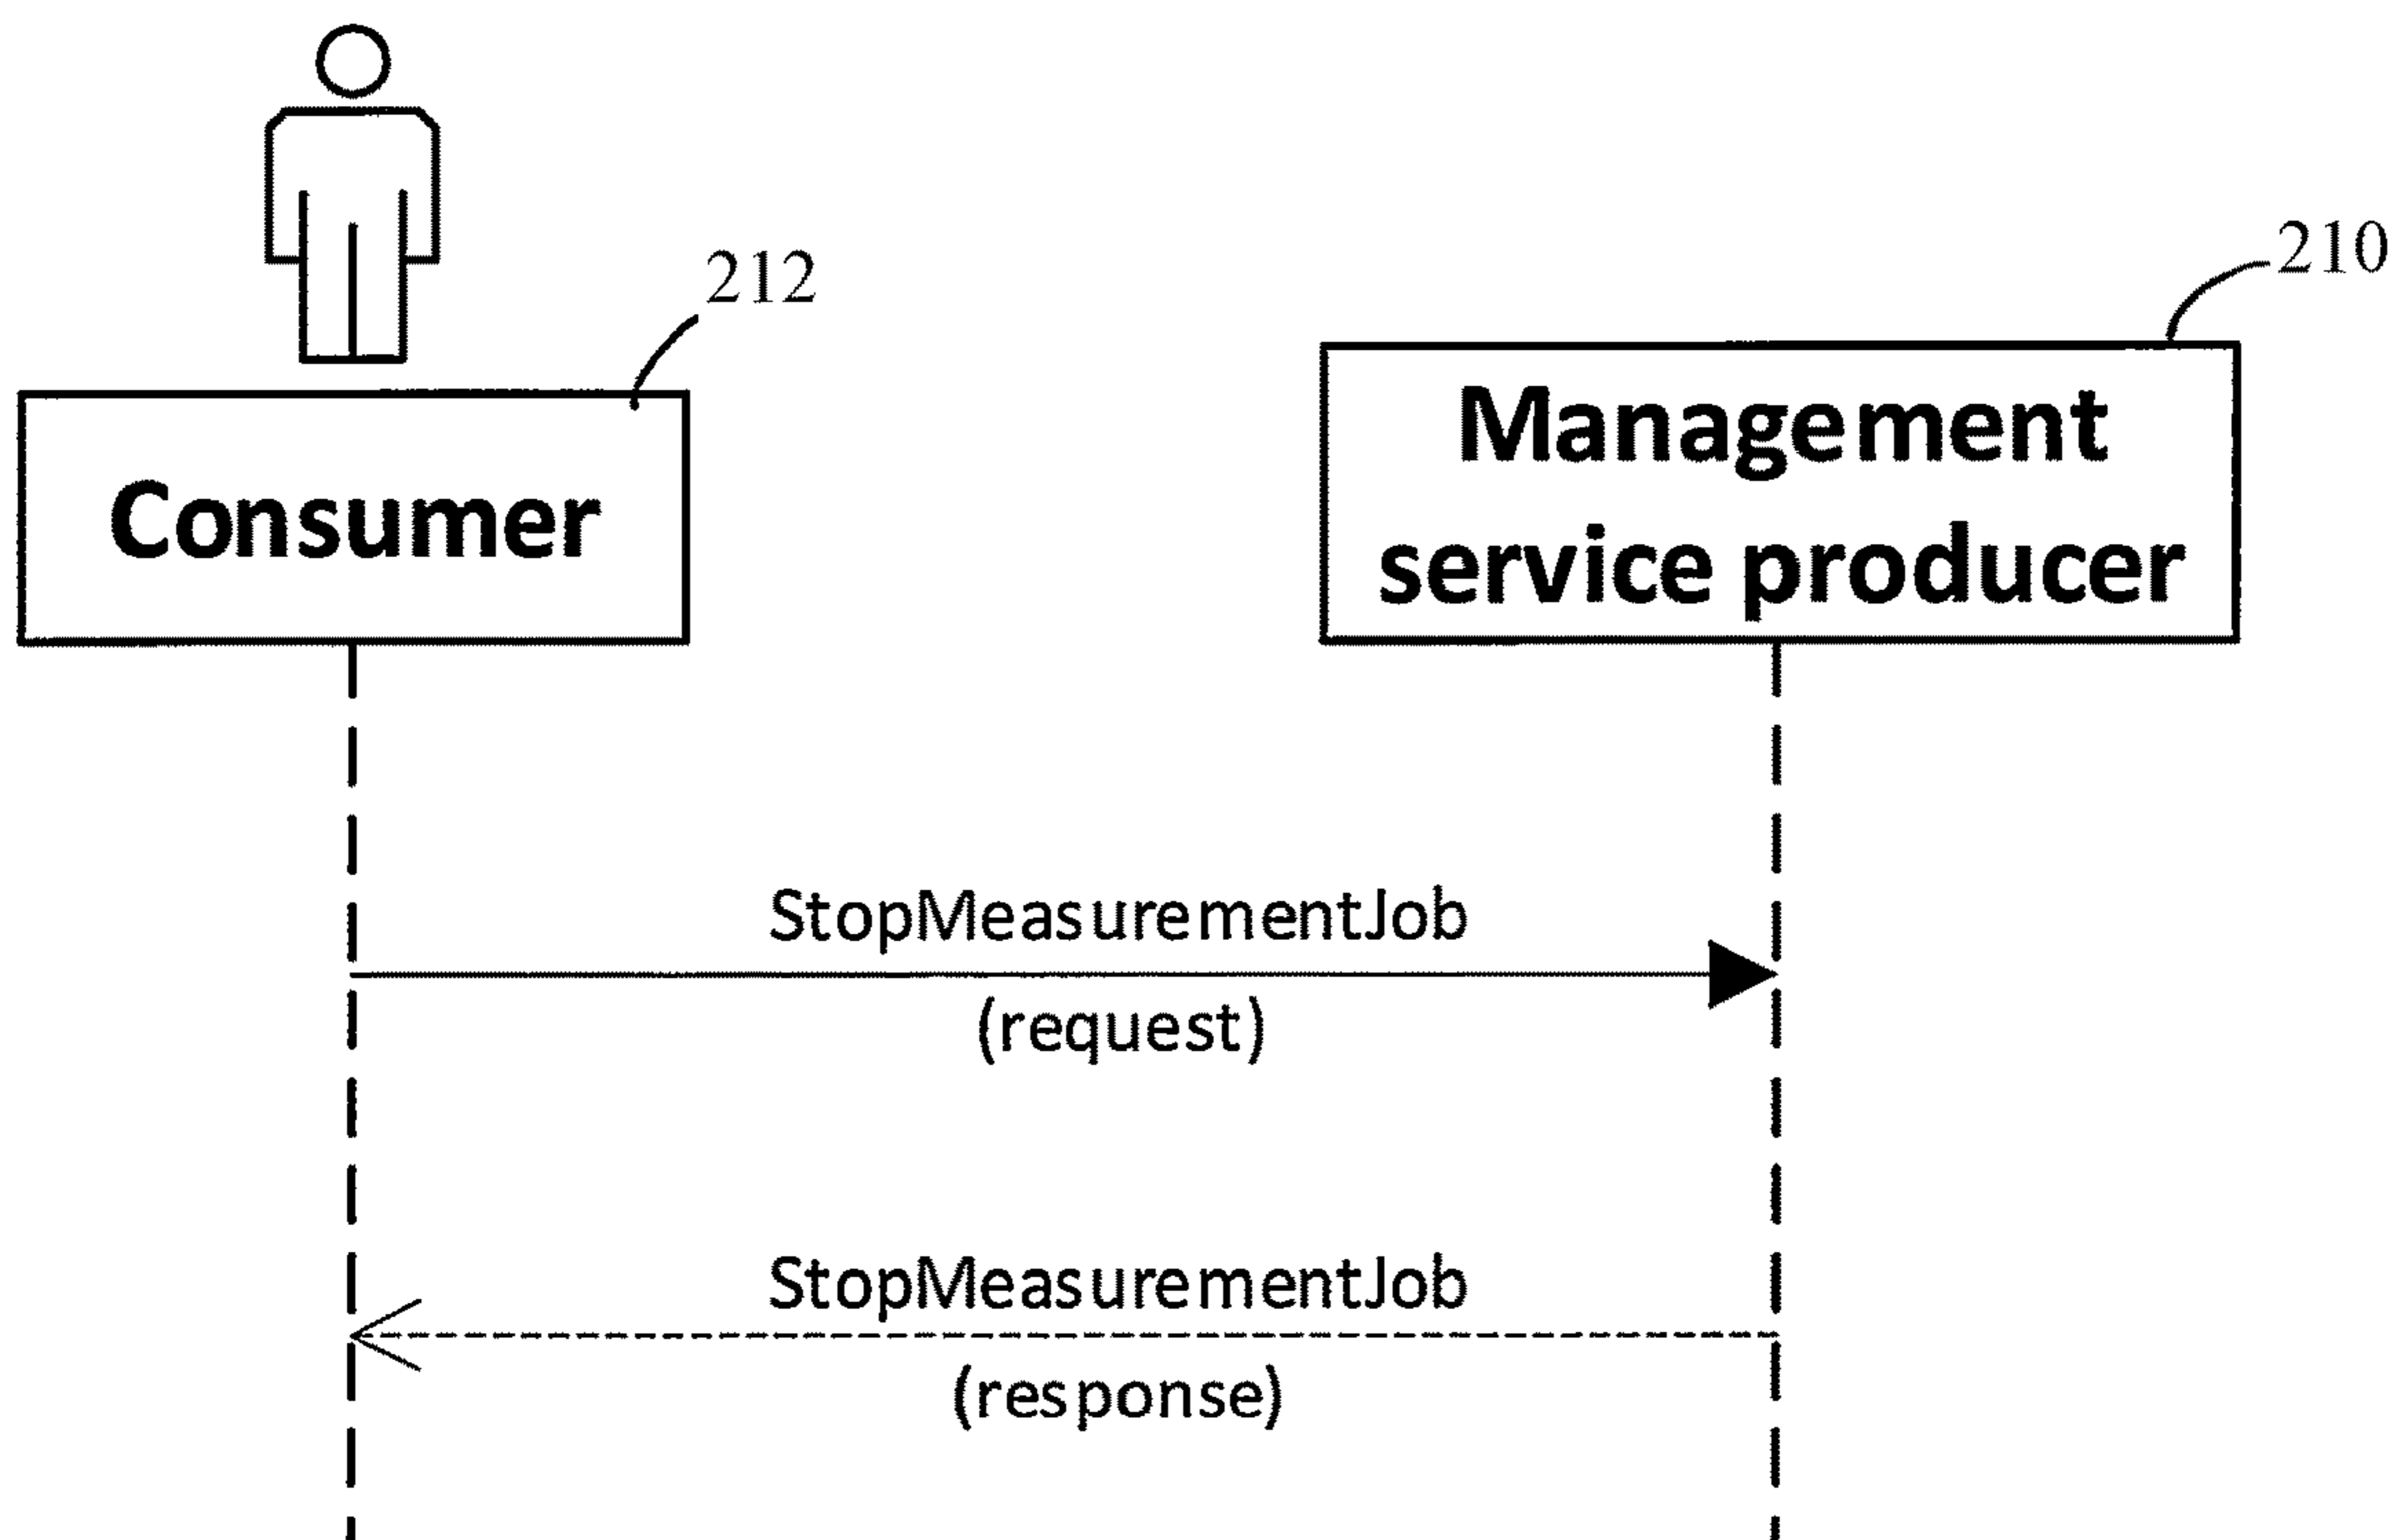 212
210
Consumer
Management
service producer
StopMeasurementJob
(request)
StopMeasurementJob
(response)